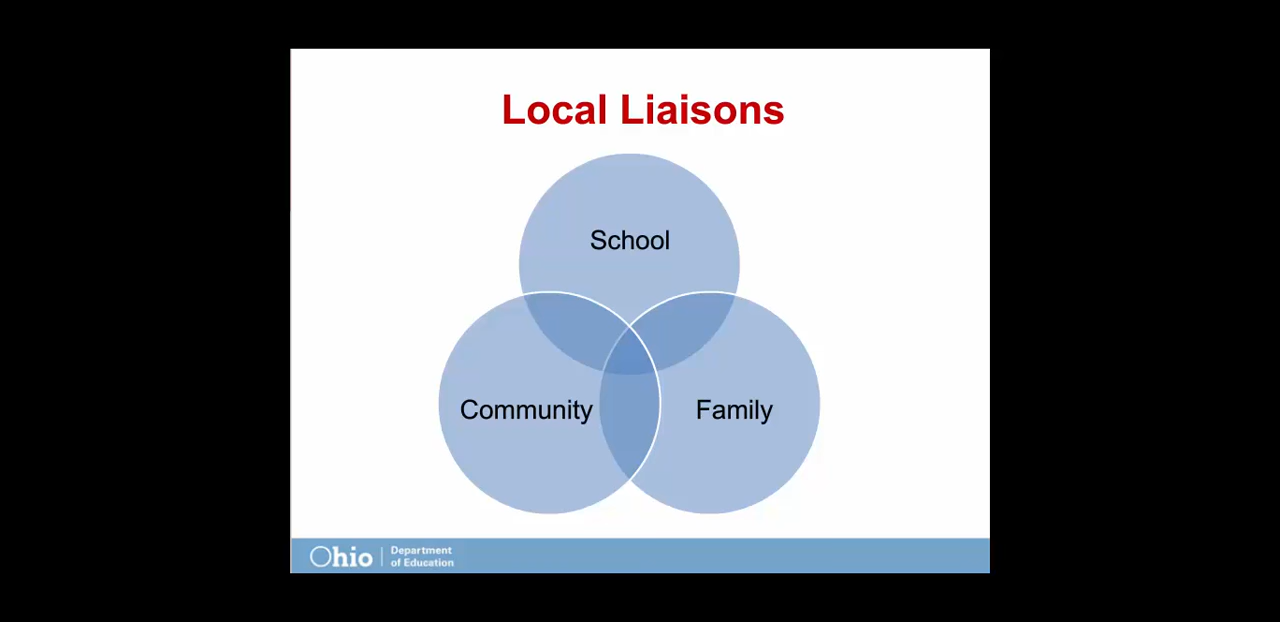 Local Liaisons
School
Community
Family
Ohio
Department
of Education